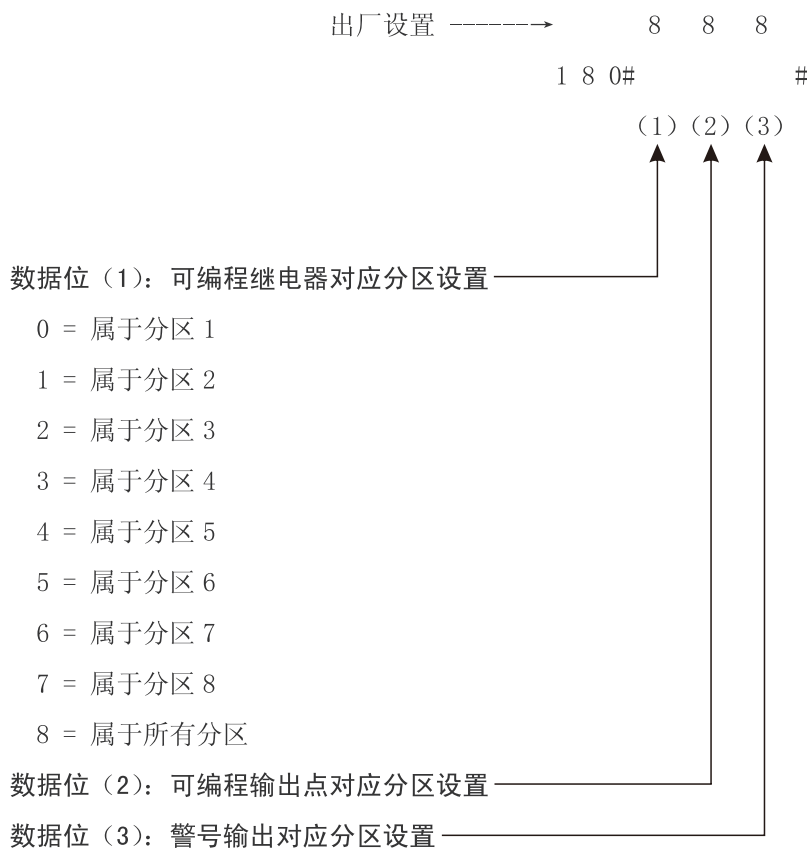 出厂设置 8 8 8
1 8 0# #
(1)(2)(3)
数据位（1）：可编程继电器对应分区设置
0 = 属于分区 1
1 = 属于分区 2
2 = 属于分区 3
3 = 属于分区 4
4 = 属于分区 5
5 = 属于分区 6
6 = 属于分区 7
7 = 属于分区 8
8 = 属于所有分区
数据位（2）：可编程输出点对应分区设置
数据位（3）：警号输出对应分区设置